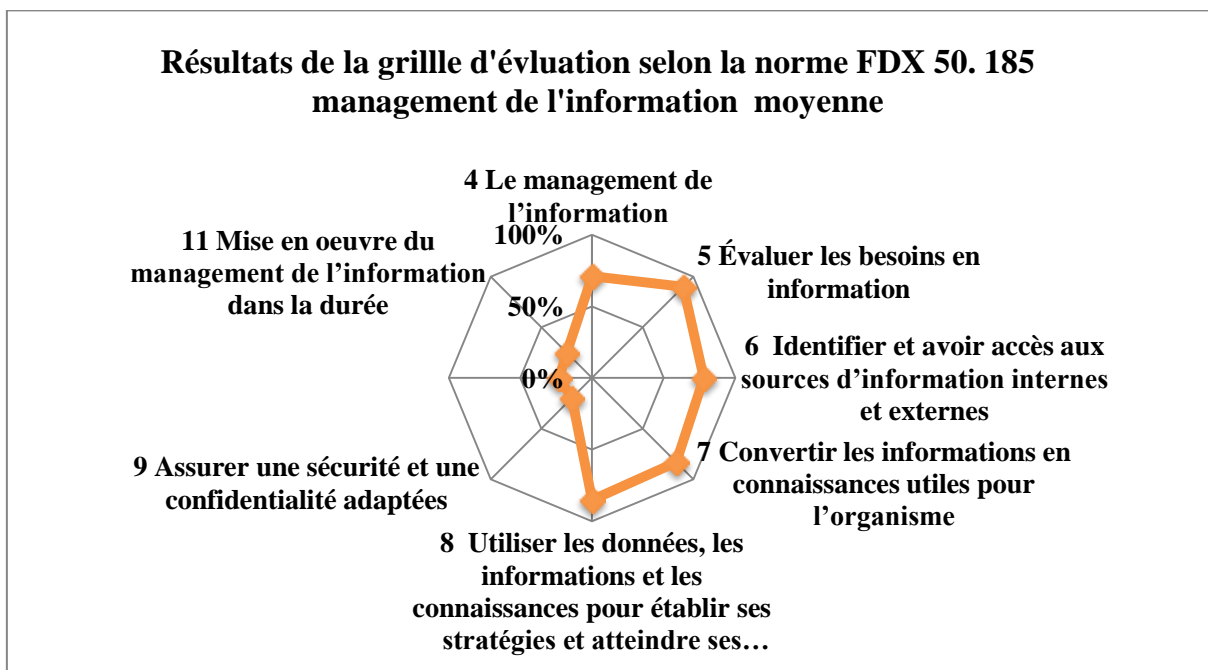 Résultats de la grillle d'évluation selon la norme FDX 50. 185
management de l'information moyenne
4 Le management de
l’information
100%
50%
0%
5 Évaluer les besoins en
information
6 Identifier et avoir accès aux
sources d’information internes
et externes
7 Convertir les informations en
connaissances utiles pour
l’organisme
8 Utiliser les données, les
informations et les
connaissances pour établir ses
stratégies et atteindre ses…
9 Assurer une sécurité et une
confidentialité adaptées
11 Mise en oeuvre du
management de l’information
dans la durée